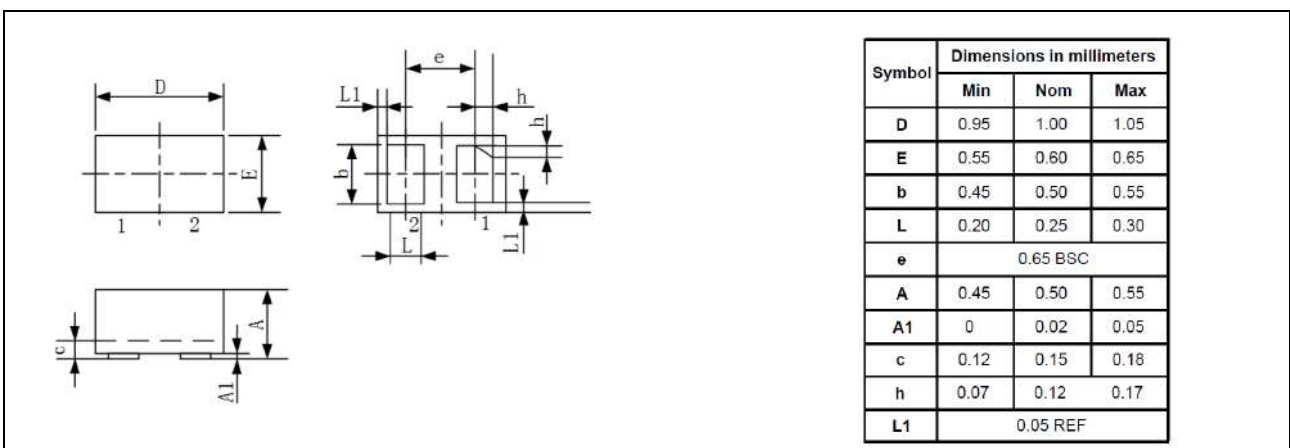 D
E
1 2
e
L1
h
h
b
2 1
L
L1
c
A
A1
Symbol Dimensions in millimeters
Min Nom Max
D 0.95 1.00 1.05
E 0.55 0.60 0.65
b 0.45 0.50 0.55
L 0.20 0.25 0.30
e 0.65 BSC
A 0.45 0.50 0.55
A1 0 0.02 0.05
c 0.12 0.15 0.18
h 0.07 0.12 0.17
L1 0.05 REF